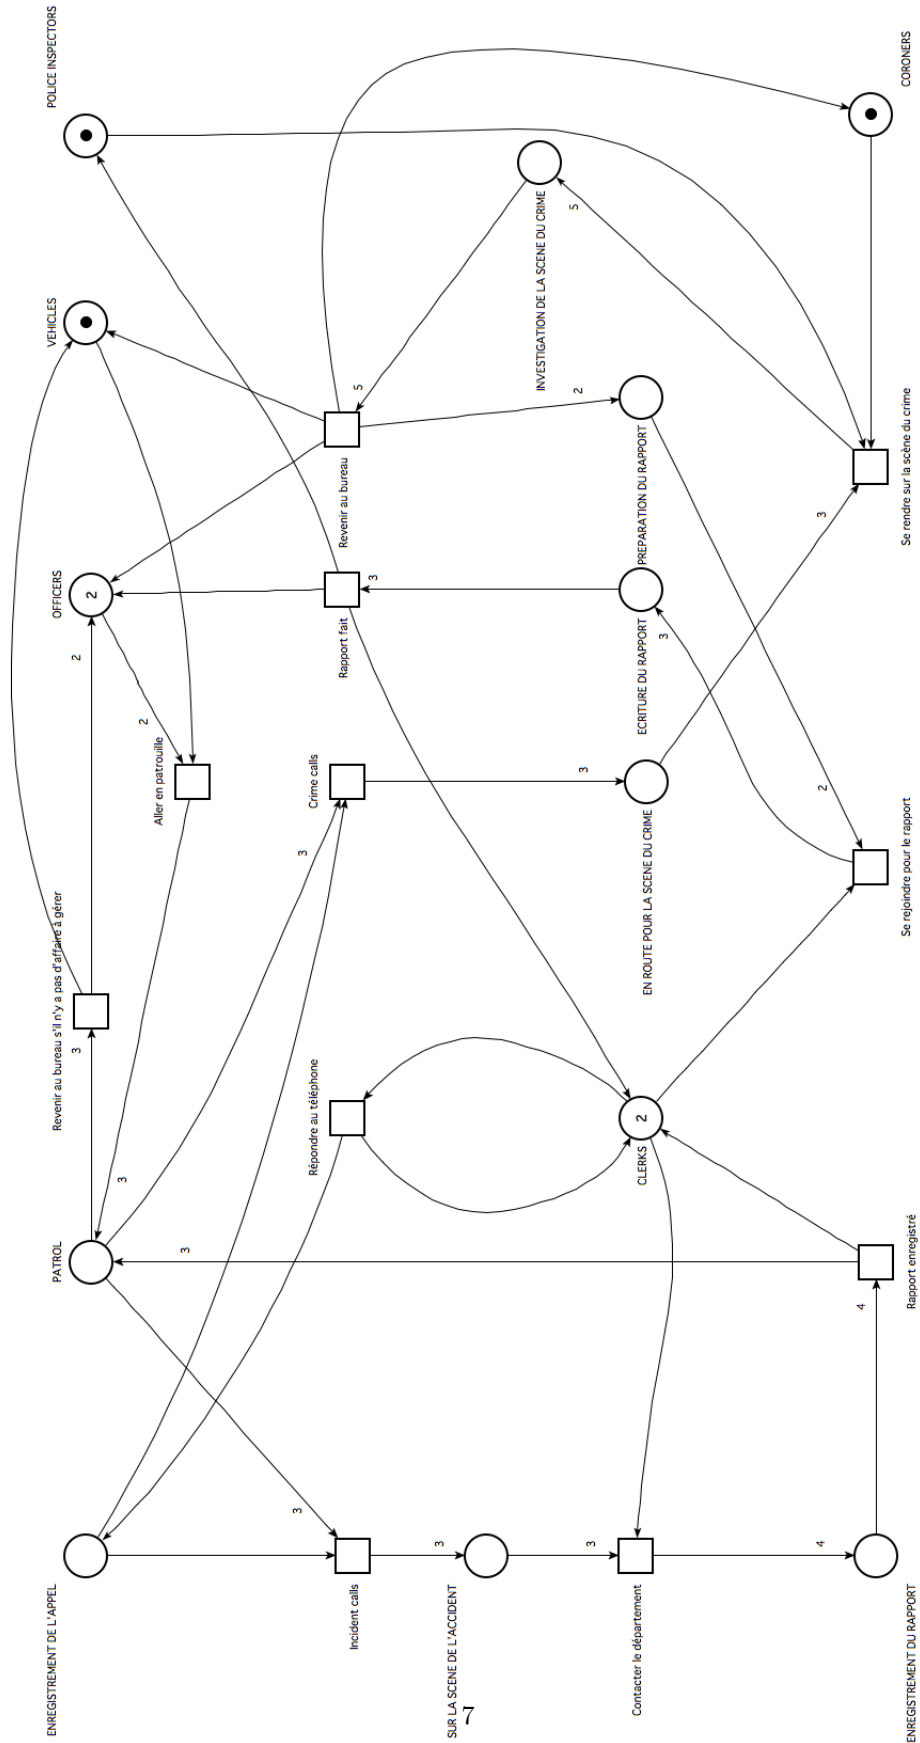 ENREGISTREMENT DE L'APPEL
PATROL
Revenir au bureau s'il n'y a pas d'affaire à gérer
OFFICERS
2
VEHICLES
POLICE INSPECTORS
3
2
3
2
Aller en patrouille
3
3
3
Incident calls
Répondre au téléphone
Crime calls
Rapport fait
Revenir au bureau
3
5
3
SUR LA SCENE DE L'ACCIDENT
INVESTIGATION DE LA SCENE DU CRIME
5
3
3
2
Contacter le département
CLERKS
2
EN ROUTE POUR LA SCENE DU CRIME
ECRITURE DU RAPPORT
PREPARATION DU RAPPORT
3
4
4
2
3
ENREGISTREMENT DU RAPPORT
Rapport enregistré
Se rejoindre pour le rapport
Se rendre sur la scène du crime
CORONERS
7